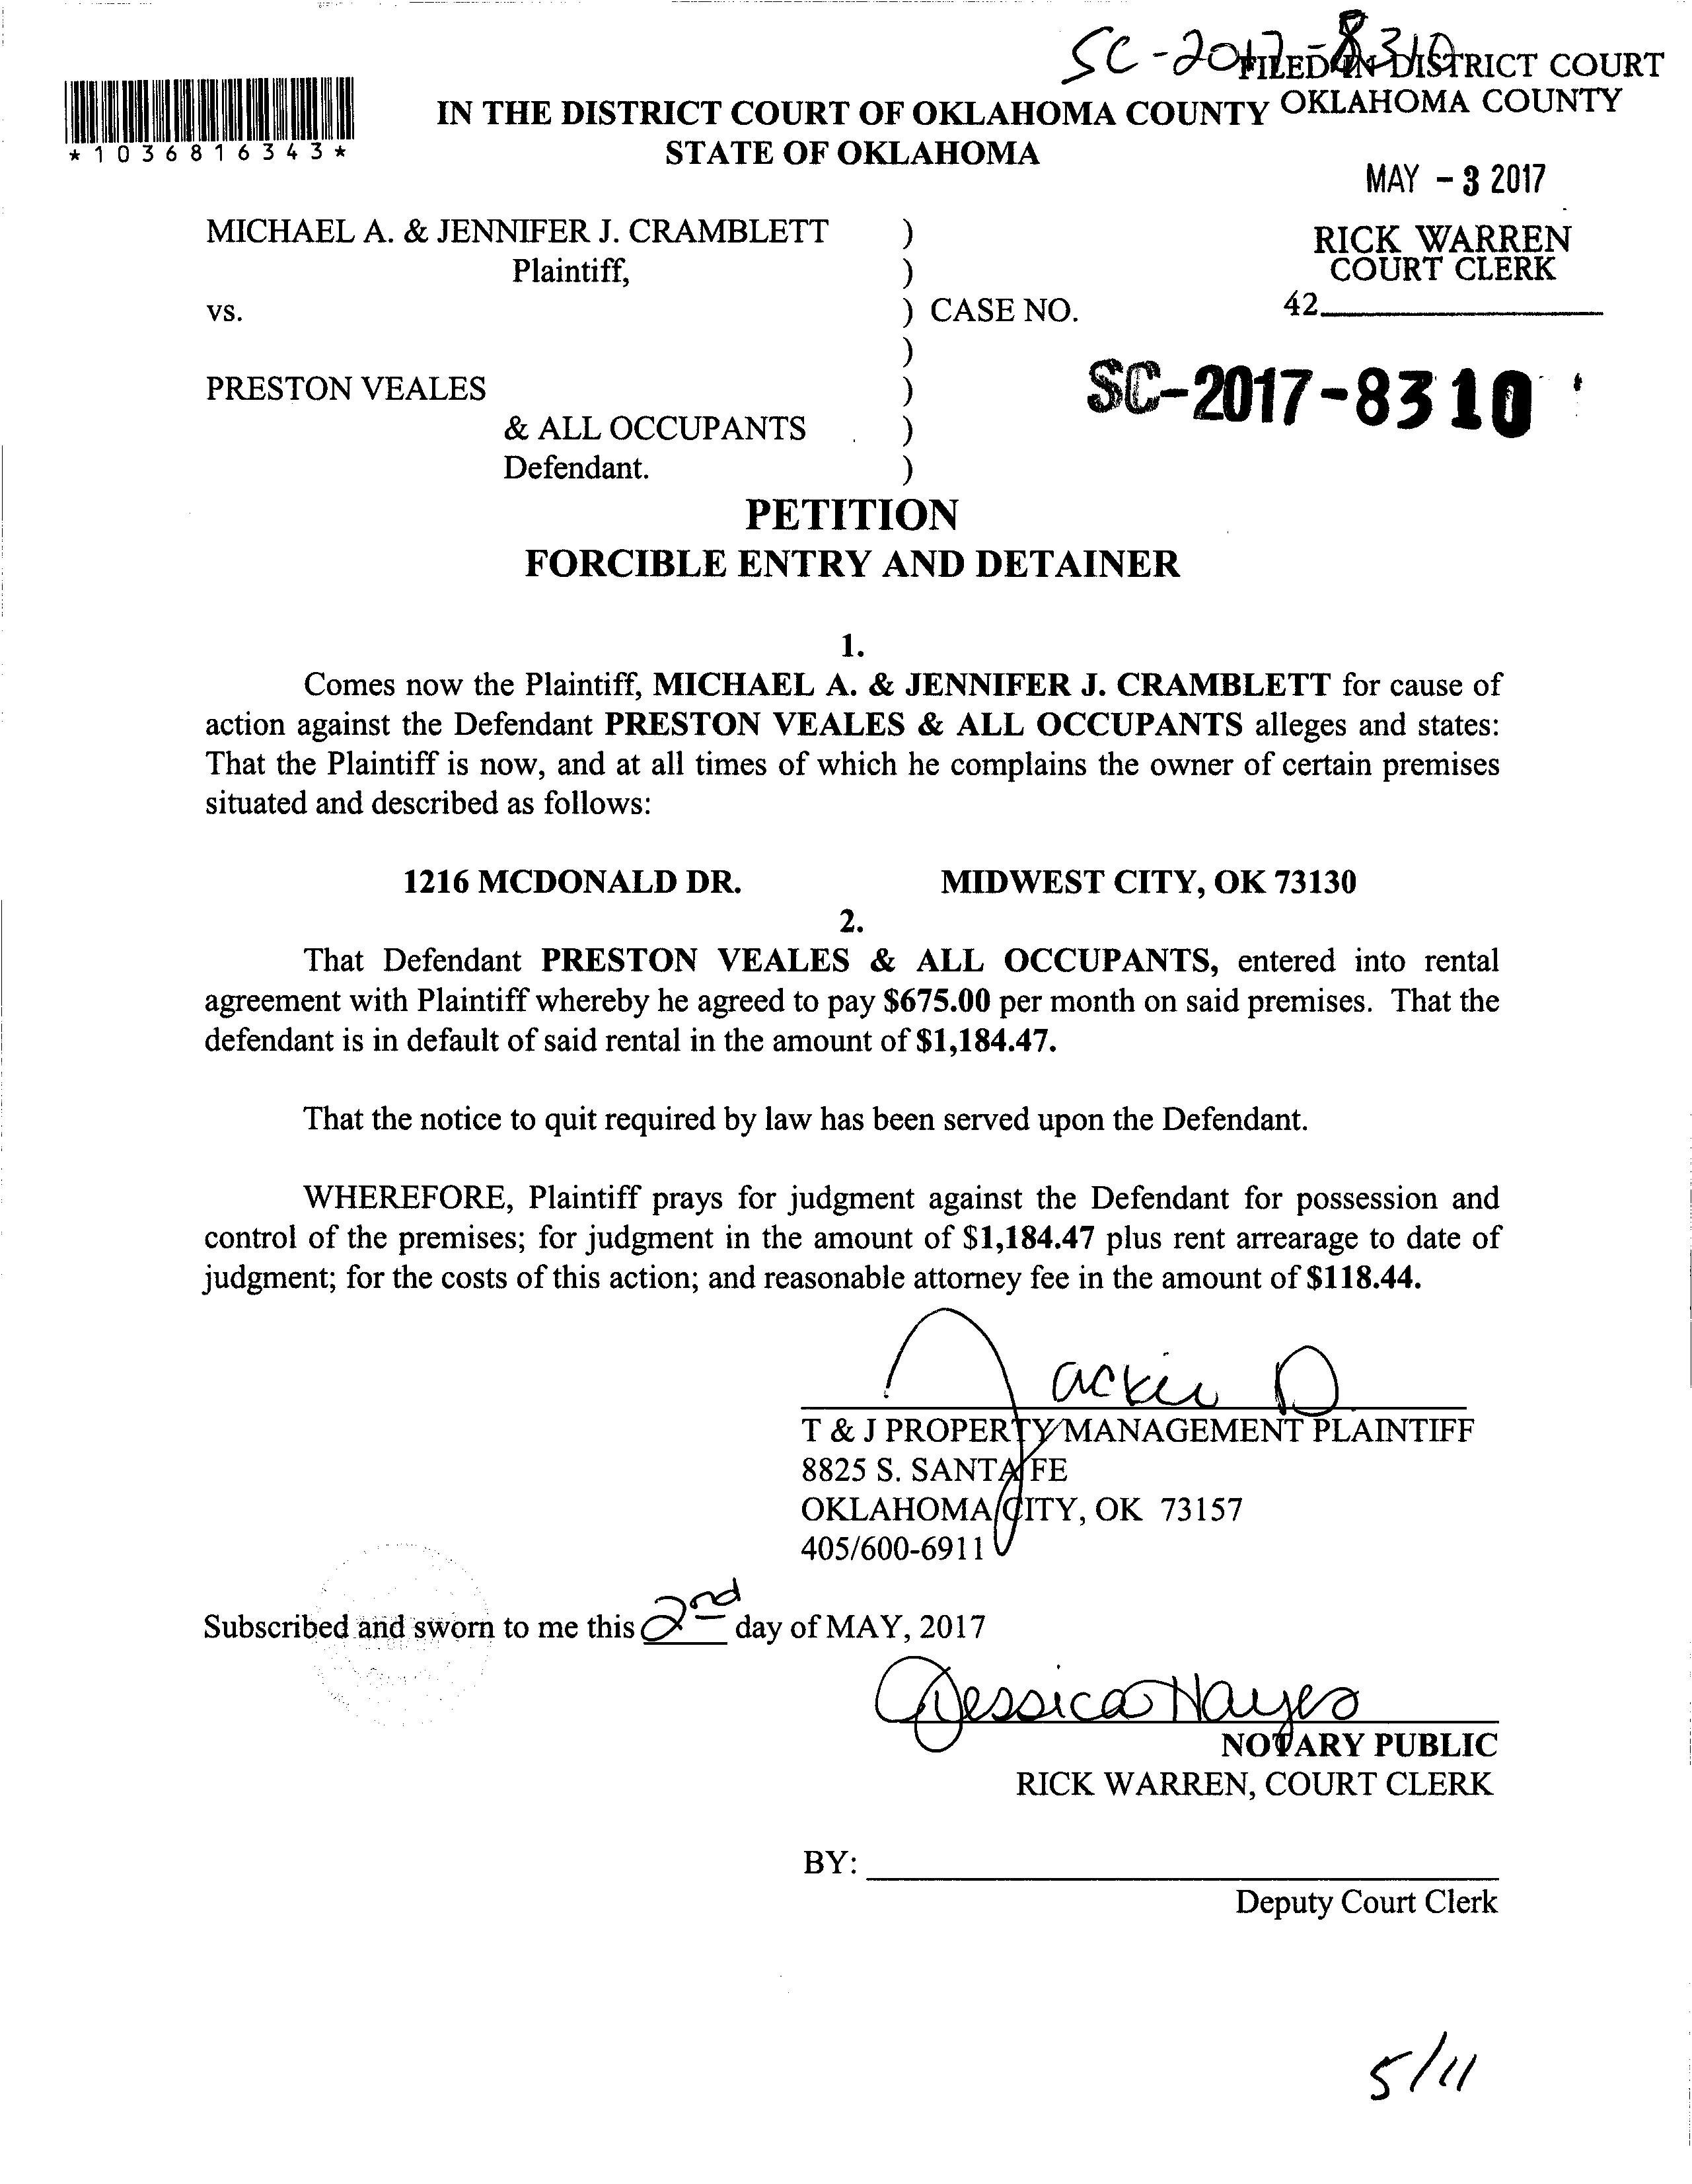 SC-2017-8310
FILED IN DISTRICT COURT
OKLAHOMA COUNTY
*1036816343*
IN THE DISTRICT COURT OF OKLAHOMA COUNTY
STATE OF OKLAHOMA
MAY - 3 2017
RICK WARREN
COURT CLERK
42
MICHAEL A. & JENNIFER J. CRAMBLETT )
Plaintiff, )
vs. ) CASE NO.
)
SC-2017-8310
PRESTON VEALES )
& ALL OCCUPANTS )
Defendant. )
PETITION
FORCIBLE ENTRY AND DETAINER
1.
Comes now the Plaintiff, MICHAEL A. & JENNIFER J. CRAMBLETT for cause of
action against the Defendant PRESTON VEALES & ALL OCCUPANTS alleges and states:
That the Plaintiff is now, and at all times of which he complains the owner of certain premises
situated and described as follows:
1216 MCDONALD DR. MIDWEST CITY, OK 73130
2.
That Defendant PRESTON VEALES & ALL OCCUPANTS, entered into rental
agreement with Plaintiff whereby he agreed to pay $675.00 per month on said premises. That the
defendant is in default of said rental in the amount of $1,184.47.
That the notice to quit required by law has been served upon the Defendant.
WHEREFORE, Plaintiff prays for judgment against the Defendant for possession and
control of the premises; for judgment in the amount of $1,184.47 plus rent arrearage to date of
judgment; for the costs of this action; and reasonable attorney fee in the amount of $118.44.
Jackie D
T & J PROPERTY MANAGEMENT PLAINTIFF
8825 S. SANTA FE
OKLAHOMA CITY, OK 73157
405/600-6911
Subscribed and sworn to me this 2nd day of MAY, 2017
Jessica Hayes
NOTARY PUBLIC
RICK WARREN, COURT CLERK
BY:
Deputy Court Clerk
5/11